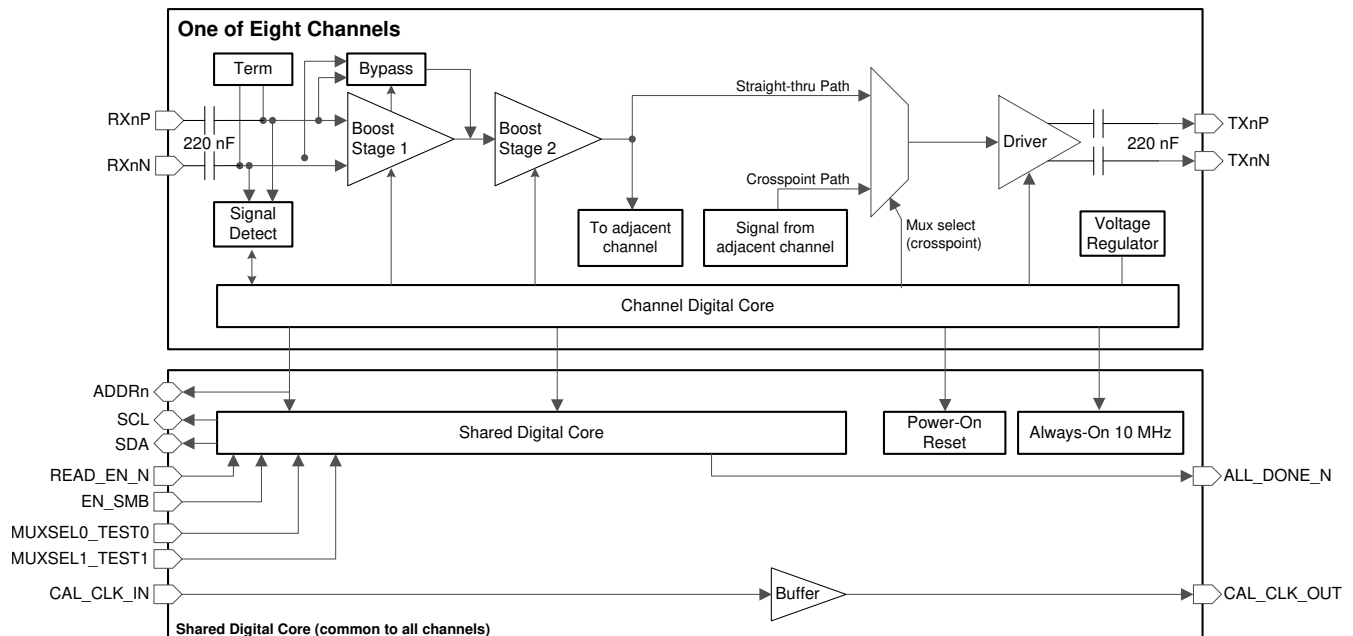 One of Eight Channels
Term
Bypass
RXnP
220 nF
RXnN
Boost
Stage 1
Boost
Stage 2
Straight-thru Path
Crosspoint Path
Driver
220 nF
TXnP
TXnN
Signal
Detect
To adjacent
channel
Signal from
adjacent channel
Mux select
(crosspoint)
Voltage
Regulator
Channel Digital Core
ADDRn
SCL
SDA
READ_EN_N
EN_SMB
MUXSEL0_TEST0
MUXSEL1_TEST1
CAL_CLK_IN
Shared Digital Core
Power-On
Reset
Always-On 10 MHz
ALL_DONE_N
Buffer
CAL_CLK_OUT
Shared Digital Core (common to all channels)